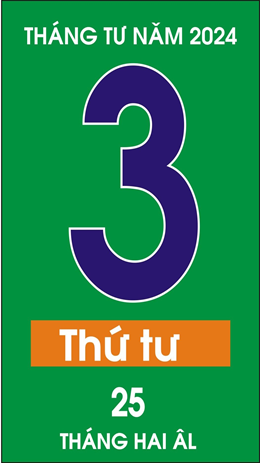 THÁNG TƯ NĂM 2024
3
Thứ tư
25
THÁNG HAI ÂL